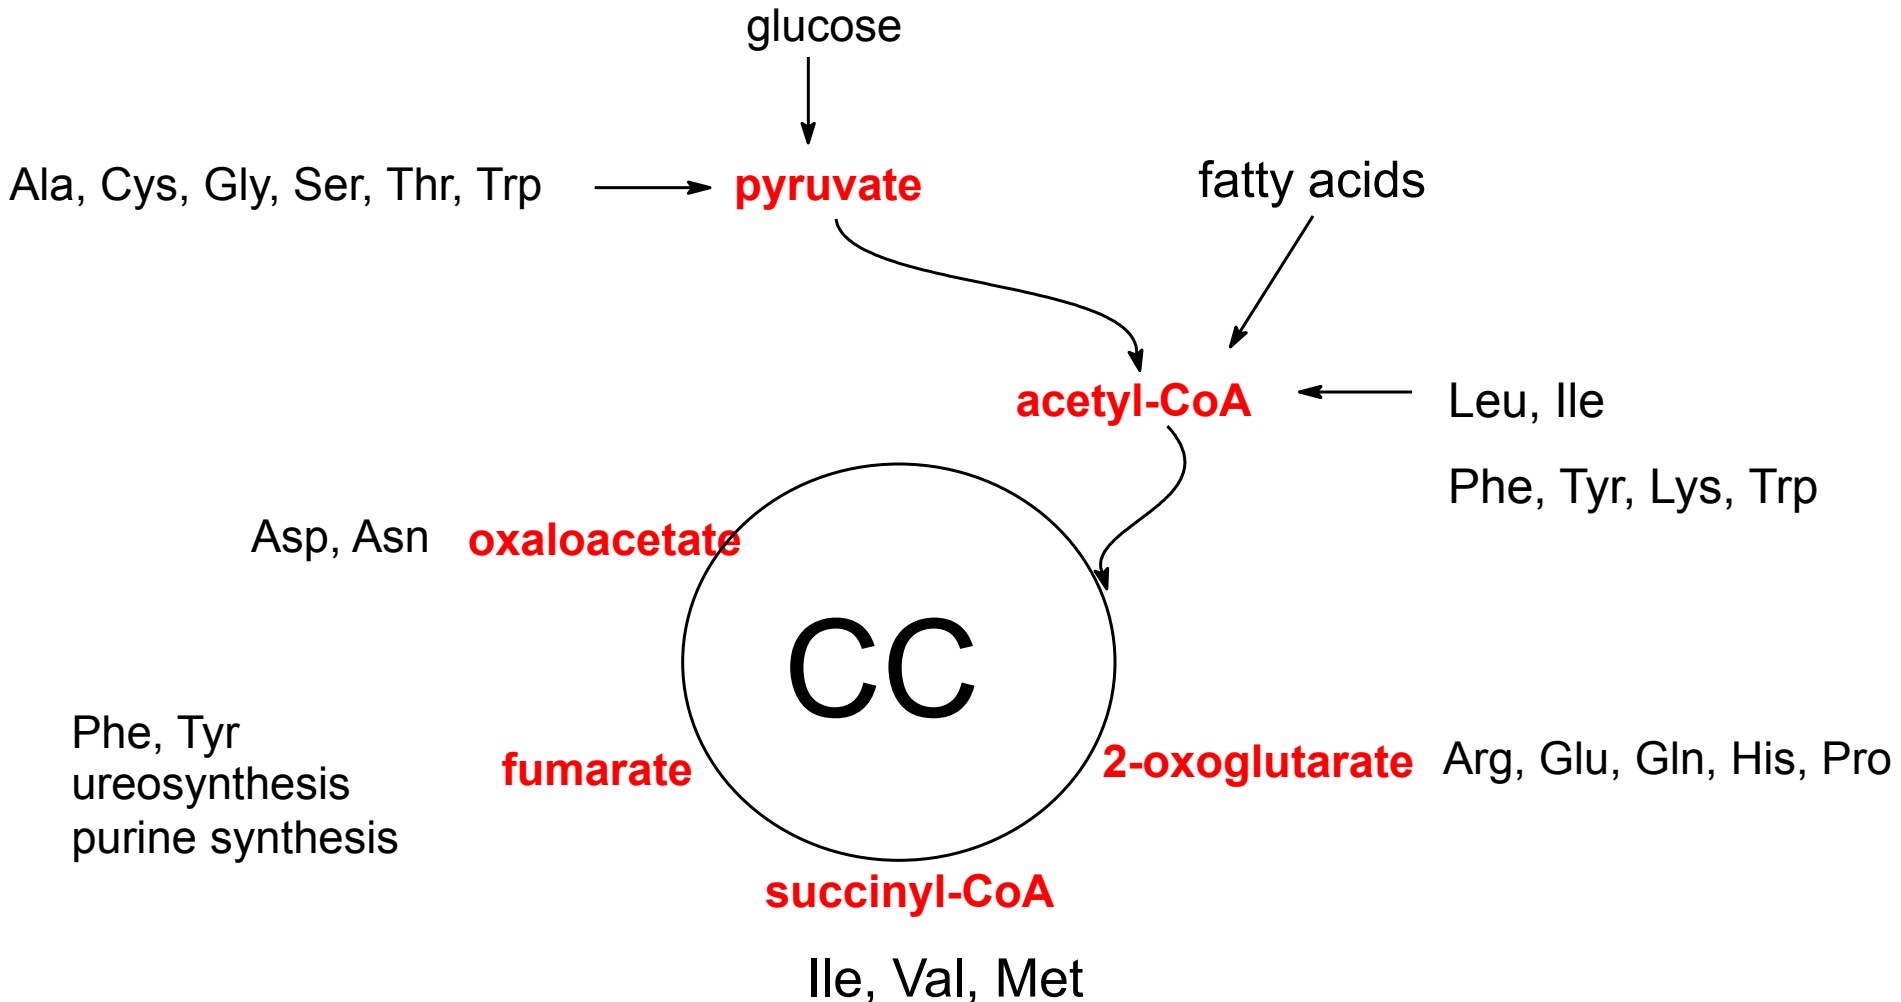 glucose
Ala, Cys, Gly, Ser, Thr, Trp
pyruvate
fatty acids
acetyl-CoA
Leu, Ile
Phe, Tyr, Lys, Trp
Asp, Asn
oxaloacetate
CC
Phe, Tyr
ureosynthesis
purine synthesis
fumarate
2-oxoglutarate
Arg, Glu, Gln, His, Pro
succinyl-CoA
Ile, Val, Met